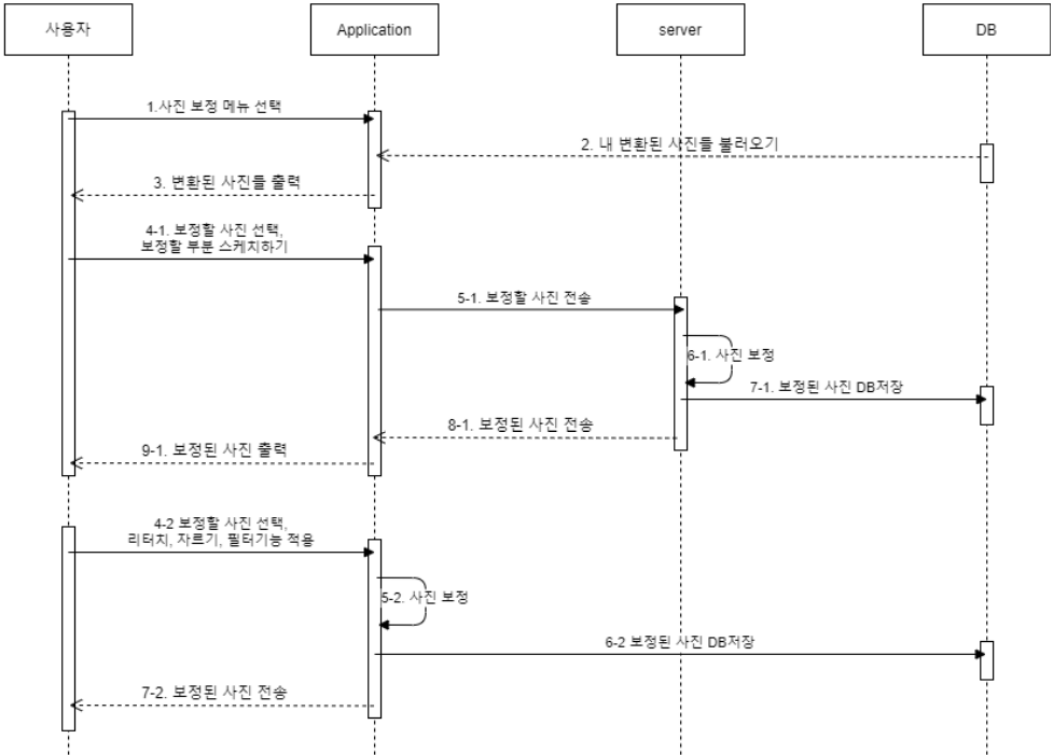 사용자
Application
server
DB
1.사진 보정 메뉴 선택
2. 내 변환된 사진들 불러오기
3. 변환된 사진들 출력
4-1. 보정할 사진 선택,
보정할 부분 스케치하기
5-1. 보정할 사진 전송
6-1. 사진 보정
7-1. 보정된 사진 DB저장
8-1. 보정된 사진 전송
9-1. 보정된 사진 출력
4-2 보정할 사진 선택,
리터치, 자르기, 필터기능 적용
5-2. 사진 보정
6-2 보정된 사진 DB저장
7-2. 보정된 사진 전송